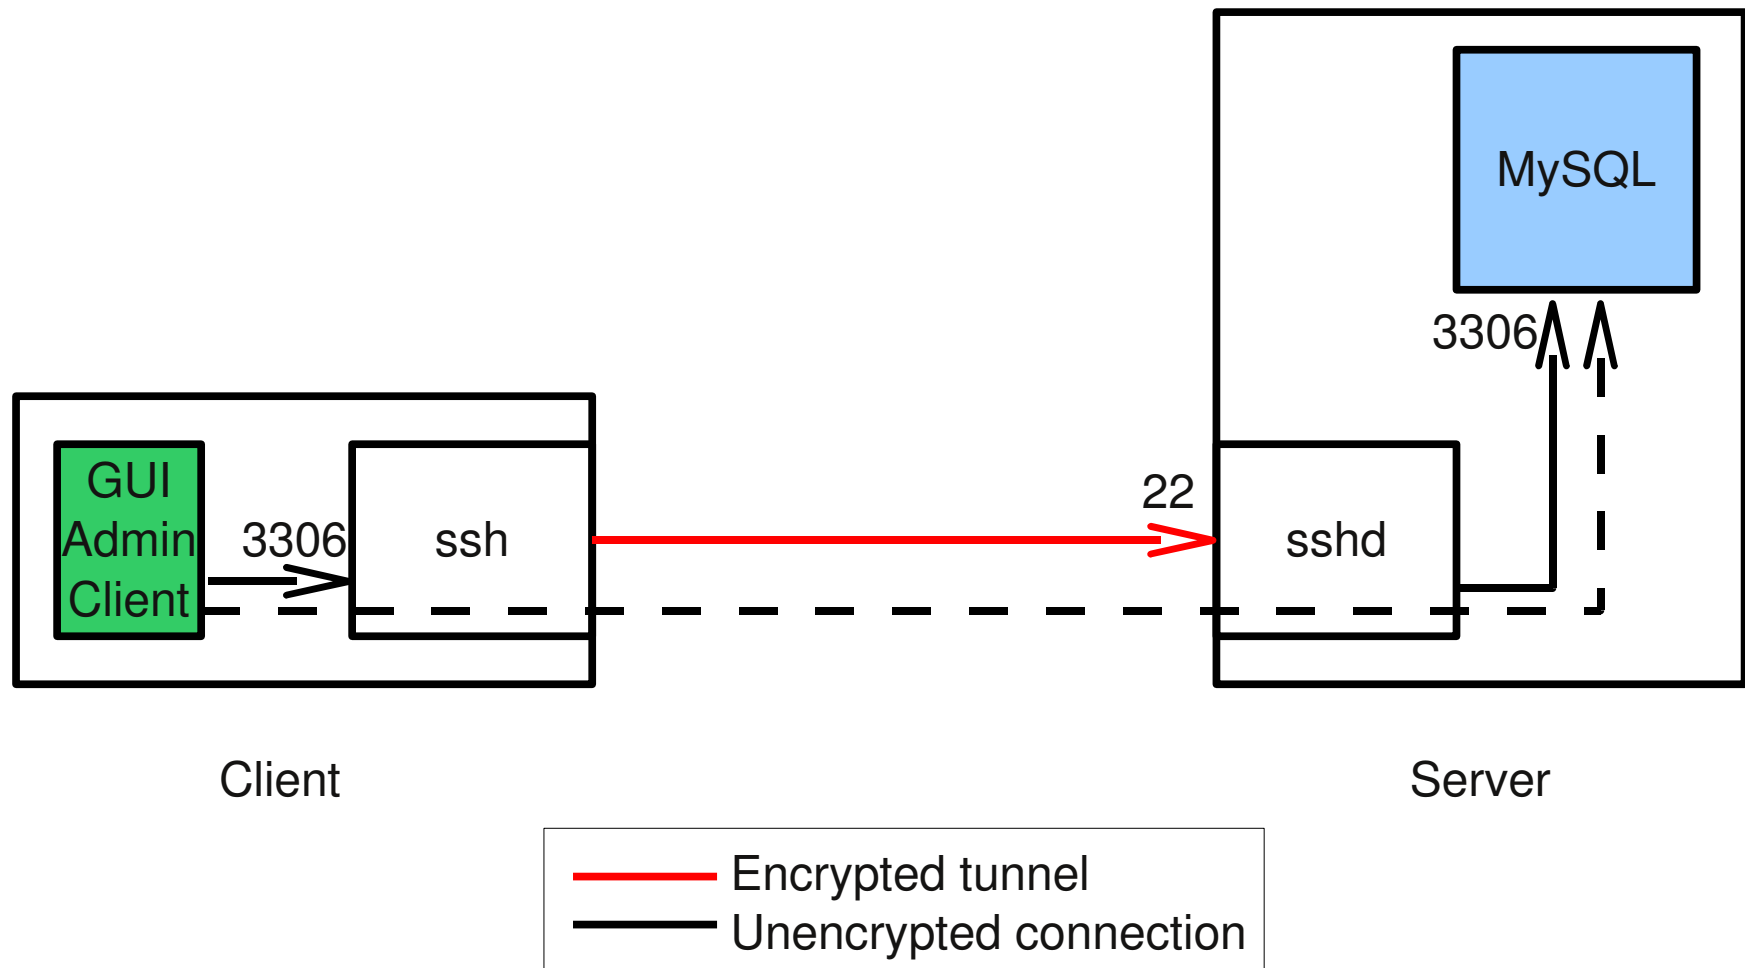 MySQL
3306
GUI
Admin
Client
3306
ssh
22
sshd
Client
Server
Encrypted tunnel
Unencrypted connection